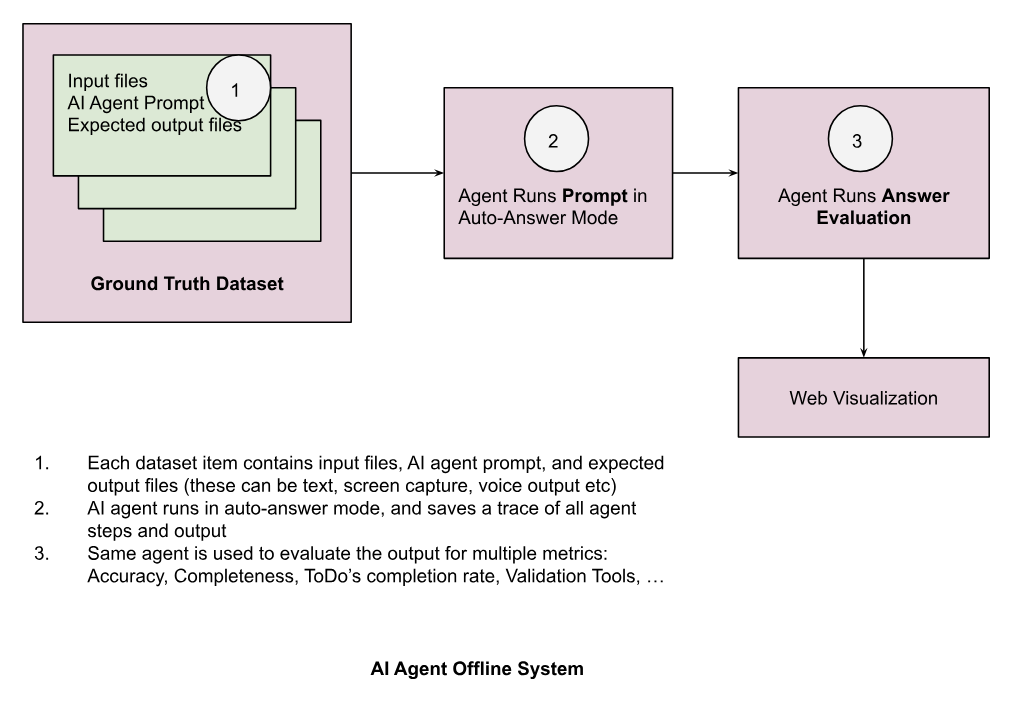 Input files
AI Agent Prompt
Expected output files
1
Ground Truth Dataset
2
Agent Runs Prompt in
Auto-Answer Mode
3
Agent Runs Answer
Evaluation
Web Visualization
1. Each dataset item contains input files, AI agent prompt, and expected
output files (these can be text, screen capture, voice output etc)
2. AI agent runs in auto-answer mode, and saves a trace of all agent
steps and output
3. Same agent is used to evaluate the output for multiple metrics:
Accuracy, Completeness, ToDo’s completion rate, Validation Tools, …
AI Agent Offline System